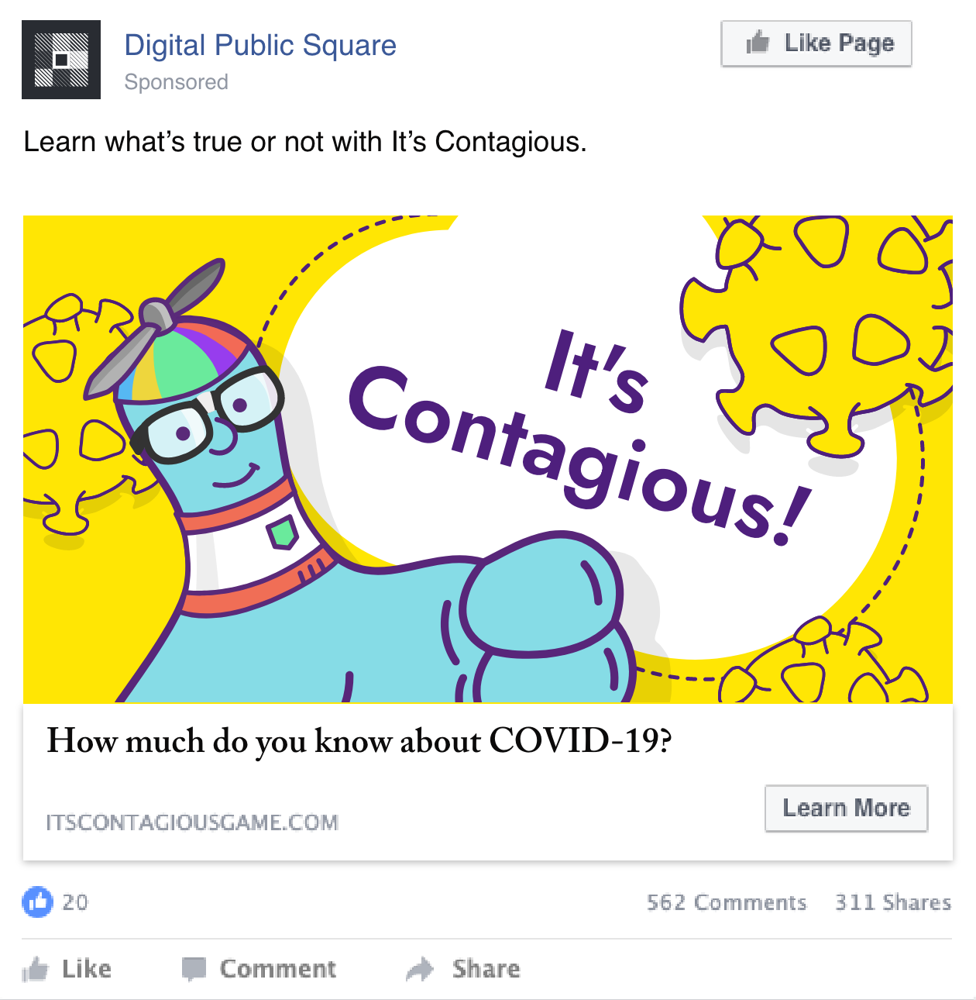 Digital Public Square
Like Page
Sponsored
Learn what's true or not with It's Contagious.
It's
Contagious!
How much do you know about COVID-19?
ITSCONTAGIOUSGAME.COM
Learn More
20
562 Comments 311 Shares
Like Comment Share